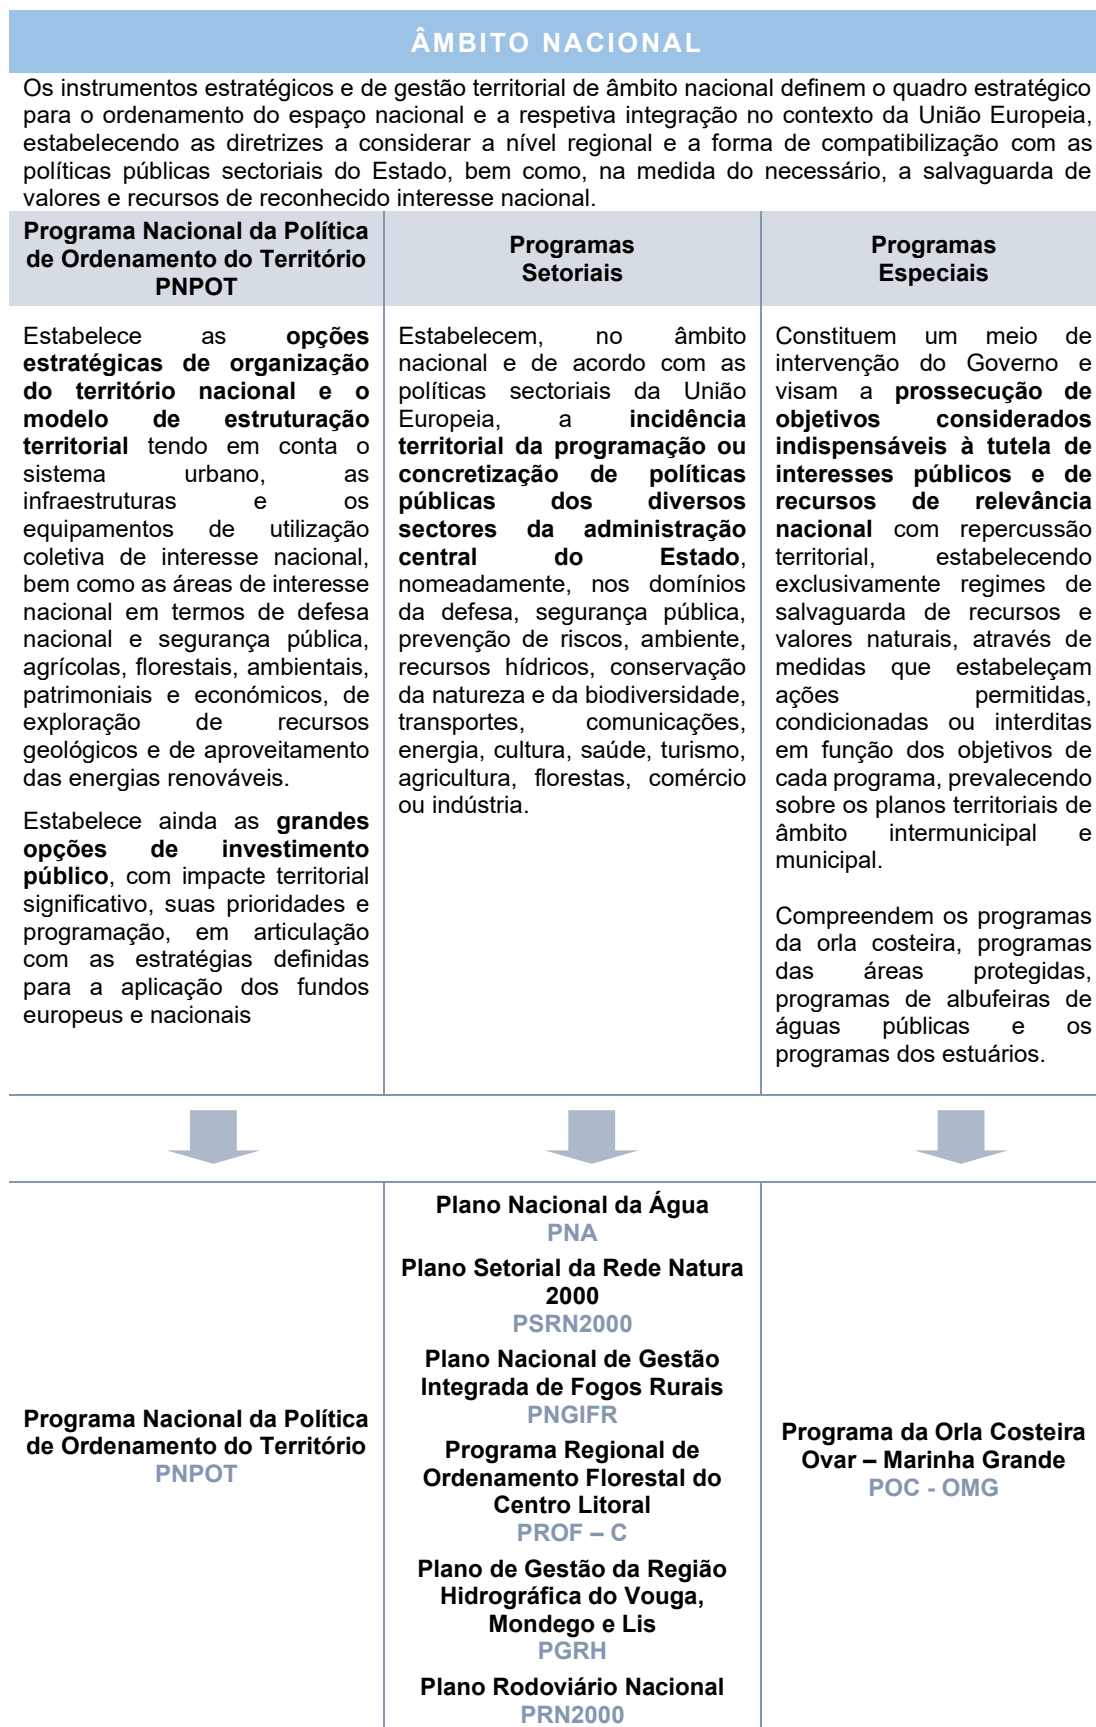 ÂMBITO NACIONAL
Os instrumentos estratégicos e de gestão territorial de âmbito nacional definem o quadro estratégico
para o ordenamento do espaço nacional e a respetiva integração no contexto da União Europeia,
estabelecendo as diretrizes a considerar a nível regional e a forma de compatibilização com as
políticas públicas sectoriais do Estado, bem como, na medida do necessário, a salvaguarda de
valores e recursos de reconhecido interesse nacional.
Programa Nacional da Política
de Ordenamento do Território
PNPOT
Programas
Setoriais
Programas
Especiais
Estabelece as opções
estratégicas de organização
do território nacional e o
modelo de estruturação
territorial tendo em conta o
sistema urbano, as
infraestruturas e os
equipamentos de utilização
coletiva de interesse nacional,
bem como as áreas de interesse
nacional em termos de defesa
nacional e segurança pública,
agrícolas, florestais, ambientais,
patrimoniais e económicos, de
exploração de recursos
geológicos e de aproveitamento
das energias renováveis.
Estabelece ainda as grandes
opções de investimento
público, com impacte territorial
significativo, suas prioridades e
programação, em articulação
com as estratégias definidas
para a aplicação dos fundos
europeus e nacionais
Estabelecem, no âmbito
nacional e de acordo com as
políticas sectoriais da União
Europeia, a incidência
territorial da programação ou
concretização de políticas
públicas dos diversos
sectores da administração
central do Estado,
nomeadamente, nos domínios
da defesa, segurança pública,
prevenção de riscos, ambiente,
recursos hídricos, conservação
da natureza e da biodiversidade,
transportes, comunicações,
energia, cultura, saúde, turismo,
agricultura, florestas, comércio
ou indústria.
Constituem um meio de
intervenção do Governo e
visam a prossecução de
objetivos considerados
indispensáveis à tutela de
interesses públicos e de
recursos de relevância
nacional com repercussão
territorial, estabelecendo
exclusivamente regimes de
salvaguarda de recursos e
valores naturais, através de
medidas que estabeleçam
ações permitidas,
condicionadas ou interditas
em função dos objetivos de
cada programa, prevalecendo
sobre os planos territoriais de
âmbito intermunicipal e
municipal.
Compreendem os programas
da orla costeira, programas
das áreas protegidas,
programas de albufeiras de
águas públicas e os
programas dos estuários.
Programa Nacional da Política
de Ordenamento do Território
PNPOT
Plano Nacional da Água
PNA
Plano Setorial da Rede Natura
2000
PSRN2000
Plano Nacional de Gestão
Integrada de Fogos Rurais
PNGIFR
Programa Regional de
Ordenamento Florestal do
Centro Litoral
PROF – C
Plano de Gestão da Região
Hidrográfica do Vouga,
Mondego e Lis
PGRH
Plano Rodoviário Nacional
PRN2000
Programa da Orla Costeira
Ovar – Marinha Grande
POC - OMG